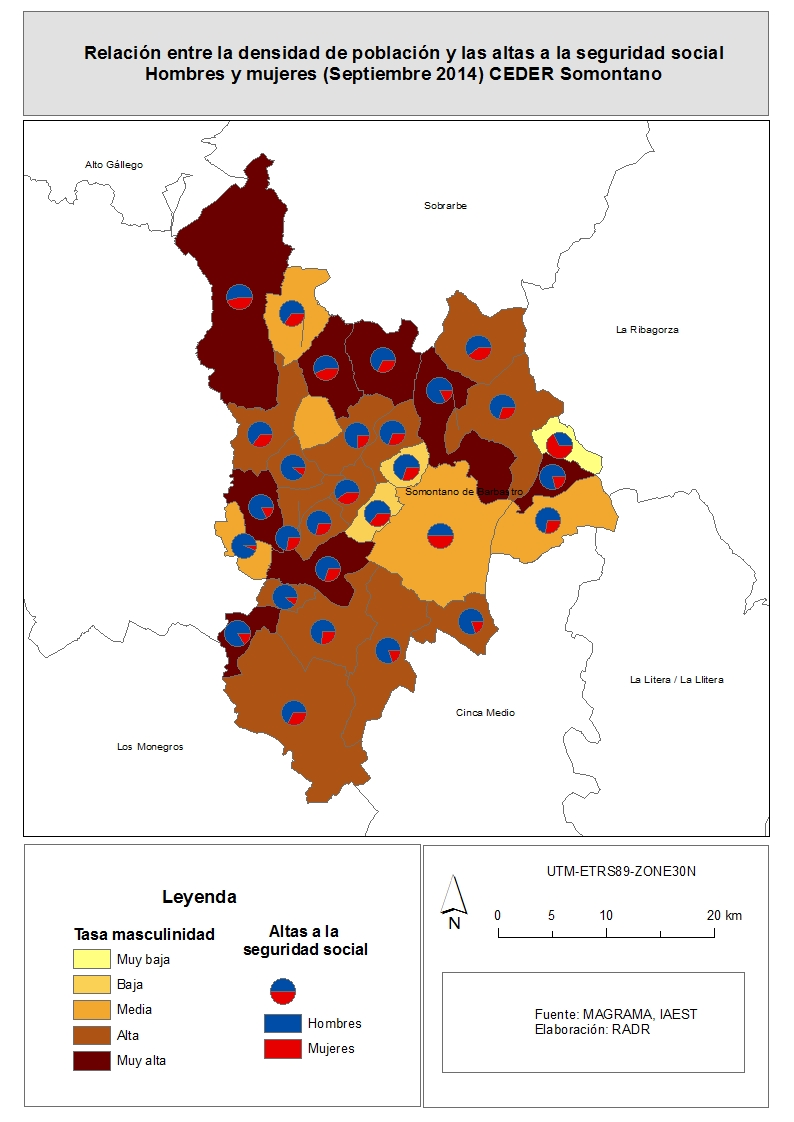 Relación entre la densidad de población y las altas a la seguridad social
Hombres y mujeres (Septiembre 2014) CEDER Somontano
Alto Gállego
Sobrarbe
La Ribagorza
Somontano de Barbastro
La Litera / La Llitera
Cinca Medio
Los Monegros
Leyenda
Tasa masculinidad
Muy baja
Baja
Media
Alta
Muy alta
Altas a la
seguridad social
Hombres
Mujeres
UTM-ETRS89-ZONE30N
N
0 5 10 20 km
Fuente: MAGRAMA, IAEST
Elaboración: RADR